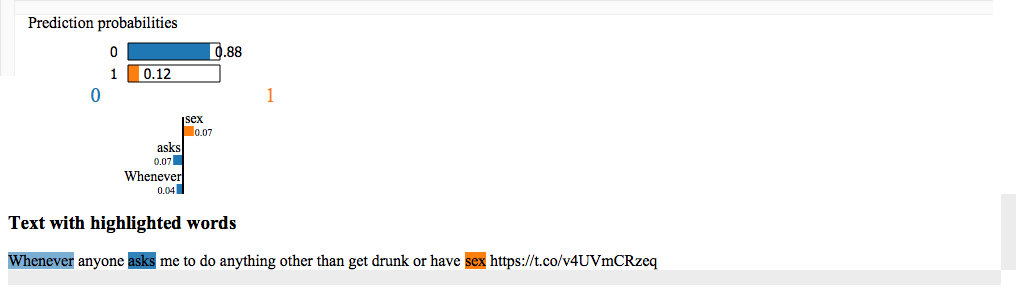 Prediction probabilities
0 0.88
1 0.12
0 1
sex
0.07
asks
0.07
Whenever
0.04
Text with highlighted words
Whenever anyone asks me to do anything other than get drunk or have sex https://t.co/v4UVmCRzeq